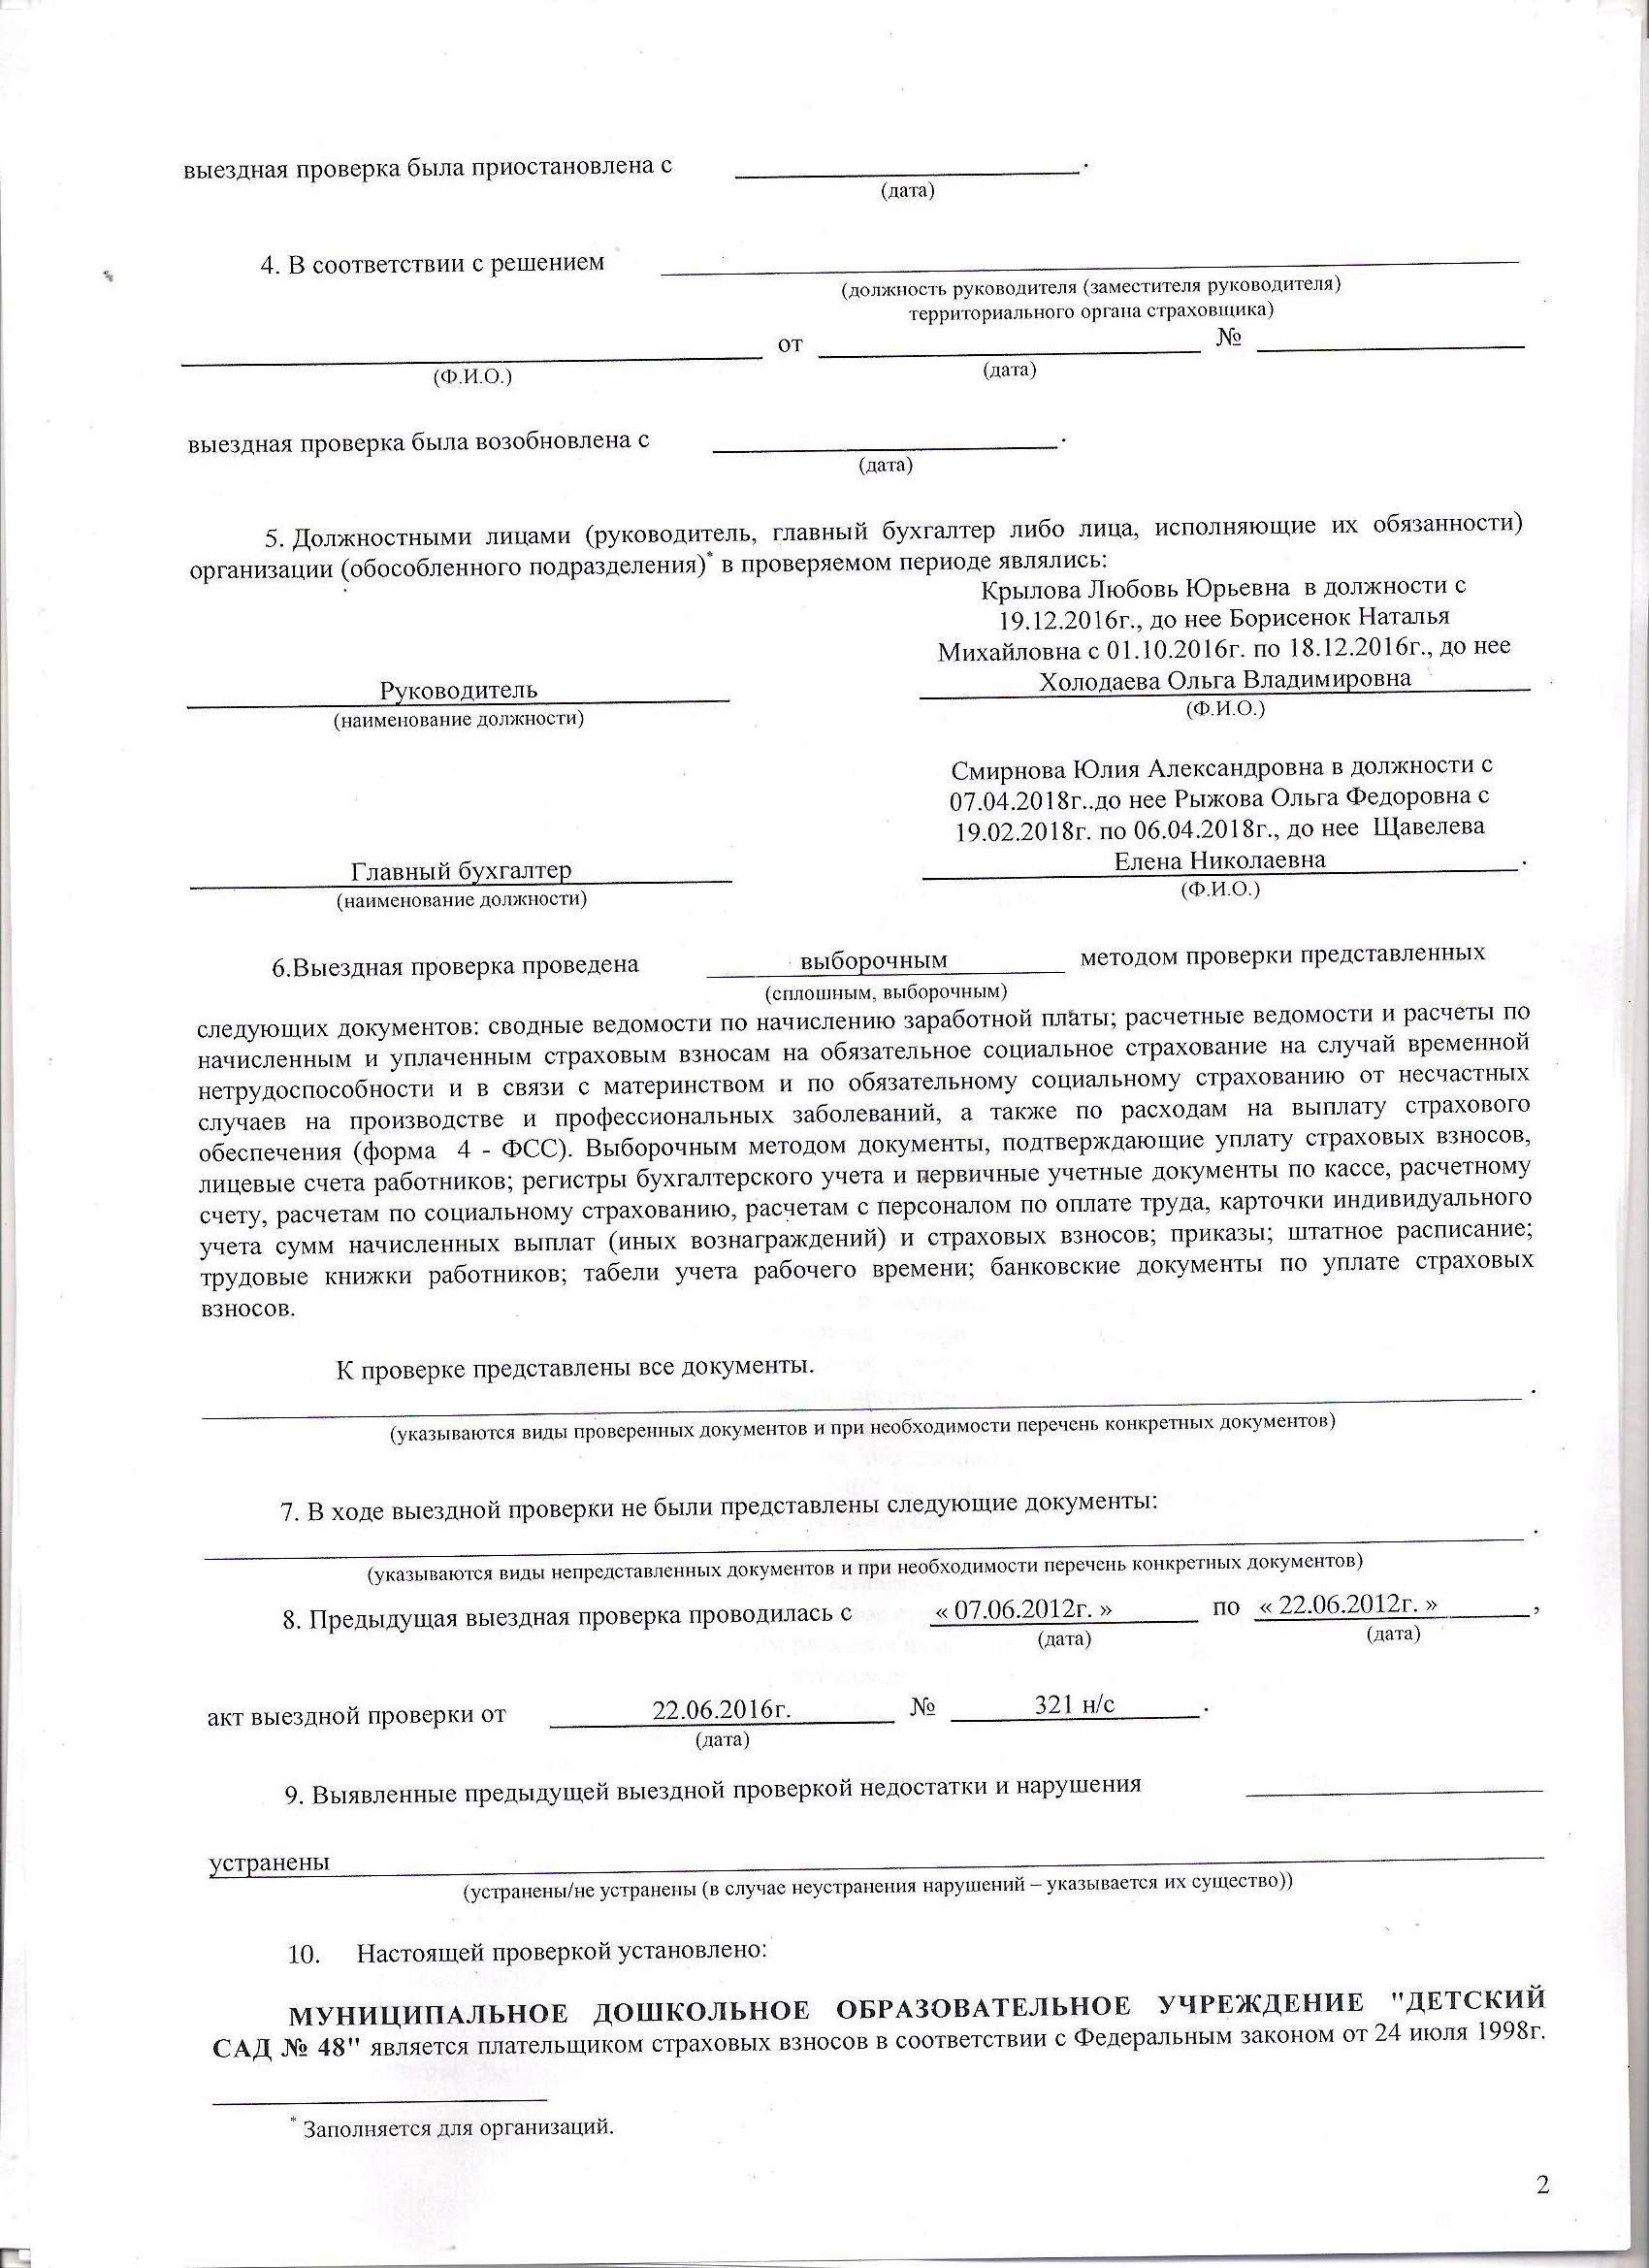 выездная проверка была приостановлена с .
(дата)
4. В соответствии с решением
(должность руководителя (заместителя руководителя)
территориального органа страховщика)
от №
(Ф.И.О.) (дата)
выездная проверка была возобновлена с .
(дата)
5. Должностными лицами (руководитель, главный бухгалтер либо лица, исполняющие их обязанности)
организации (обособленного подразделения)* в проверяемом периоде являлись:
Крылова Любовь Юрьевна в должности с
19.12.2016г., до нее Борисенок Наталья
Михайловна с 01.10.2016г. по 18.12.2016г., до нее
Руководитель Холодаева Ольга Владимировна
(наименование должности) (Ф.И.О.)
Смирнова Юлия Александровна в должности с
07.04.2018г..до нее Рыжова Ольга Федоровна с
19.02.2018г. по 06.04.2018г., до нее Щавелева
Главный бухгалтер Елена Николаевна .
(наименование должности) (Ф.И.О.)
6.Выездная проверка проведена выборочным методом проверки представленных
(сплошным, выборочным)
следующих документов: сводные ведомости по начислению заработной платы; расчетные ведомости и расчеты по
начисленным и уплаченным страховым взносам на обязательное социальное страхование на случай временной
нетрудоспособности и в связи с материнством и по обязательному социальному страхованию от несчастных
случаев на производстве и профессиональных заболеваний, а также по расходам на выплату страхового
обеспечения (форма 4 - ФСС). Выборочным методом документы, подтверждающие уплату страховых взносов,
лицевые счета работников; регистры бухгалтерского учета и первичные учетные документы по кассе, расчетному
счету, расчетам по социальному страхованию, расчетам с персоналом по оплате труда, карточки индивидуального
учета сумм начисленных выплат (иных вознаграждений) и страховых взносов; приказы; штатное расписание;
трудовые книжки работников; табели учета рабочего времени; банковские документы по уплате страховых
взносов.
К проверке представлены все документы.
.
(указываются виды проверенных документов и при необходимости перечень конкретных документов)
7. В ходе выездной проверки не были представлены следующие документы:
.
(указываются виды непредставленных документов и при необходимости перечень конкретных документов)
8. Предыдущая выездная проверка проводилась с « 07.06.2012г. » по « 22.06.2012г. » ,
(дата) (дата)
акт выездной проверки от 22.06.2016г. № 321 н/с .
(дата)
9. Выявленные предыдущей выездной проверкой недостатки и нарушения
устранены
(устранены/не устранены (в случае неустранения нарушений – указывается их существо))
10. Настоящей проверкой установлено:
МУНИЦИПАЛЬНОЕ ДОШКОЛЬНОЕ ОБРАЗОВАТЕЛЬНОЕ УЧРЕЖДЕНИЕ "ДЕТСКИЙ
САД № 48" является плательщиком страховых взносов в соответствии с Федеральным законом от 24 июля 1998г.
* Заполняется для организаций.
2